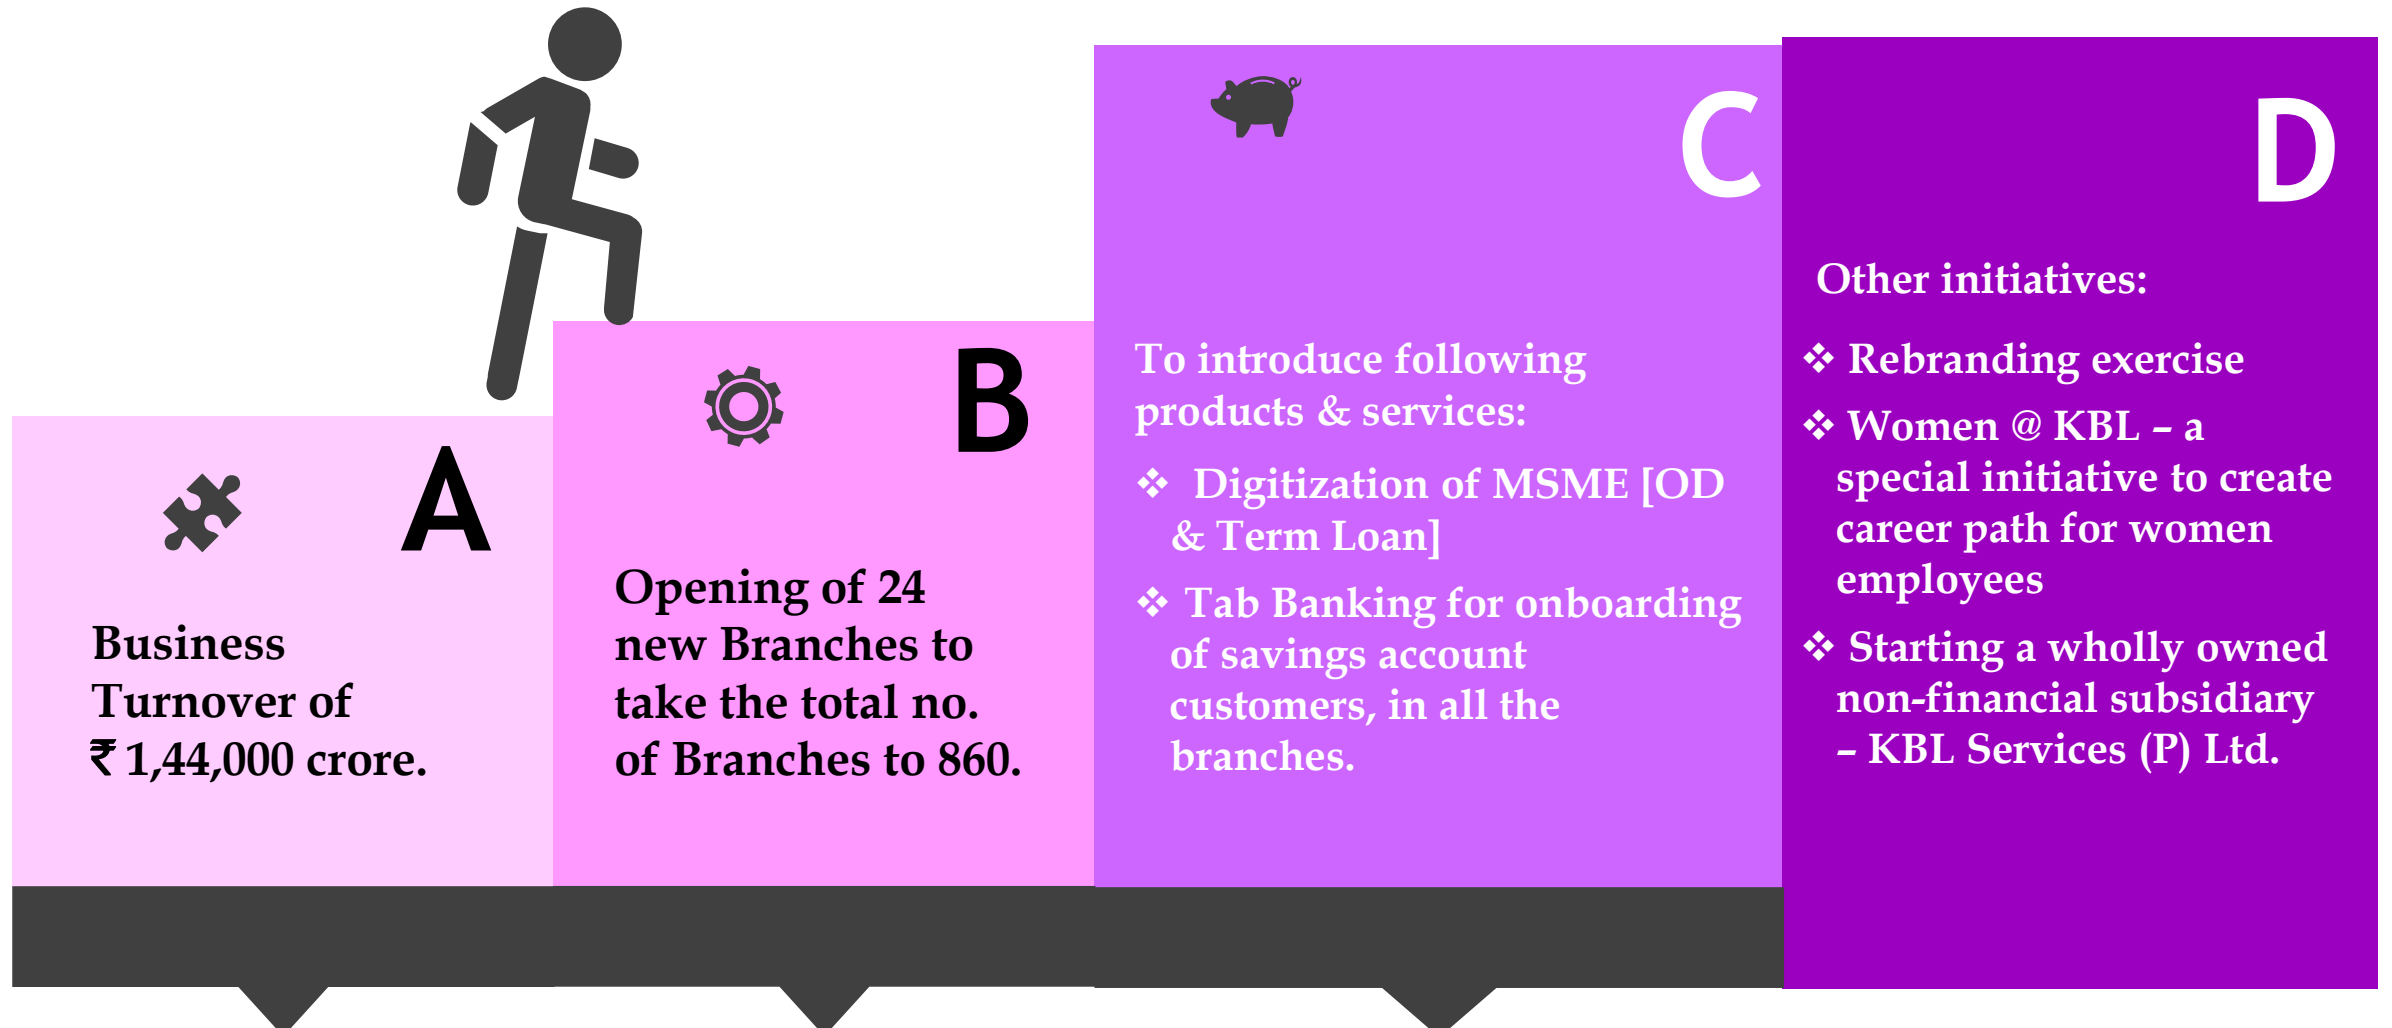 A
Business
Turnover of
₹ 1,44,000 crore.
B
Opening of 24
new Branches to
take the total no.
of Branches to 860.
C
To introduce following
products & services:
❖ Digitization of MSME [OD
& Term Loan]
❖ Tab Banking for onboarding
of savings account
customers, in all the
branches.
D
Other initiatives:
❖ Rebranding exercise
❖ Women @ KBL – a
special initiative to create
career path for women
employees
❖ Starting a wholly owned
non-financial subsidiary
– KBL Services (P) Ltd.